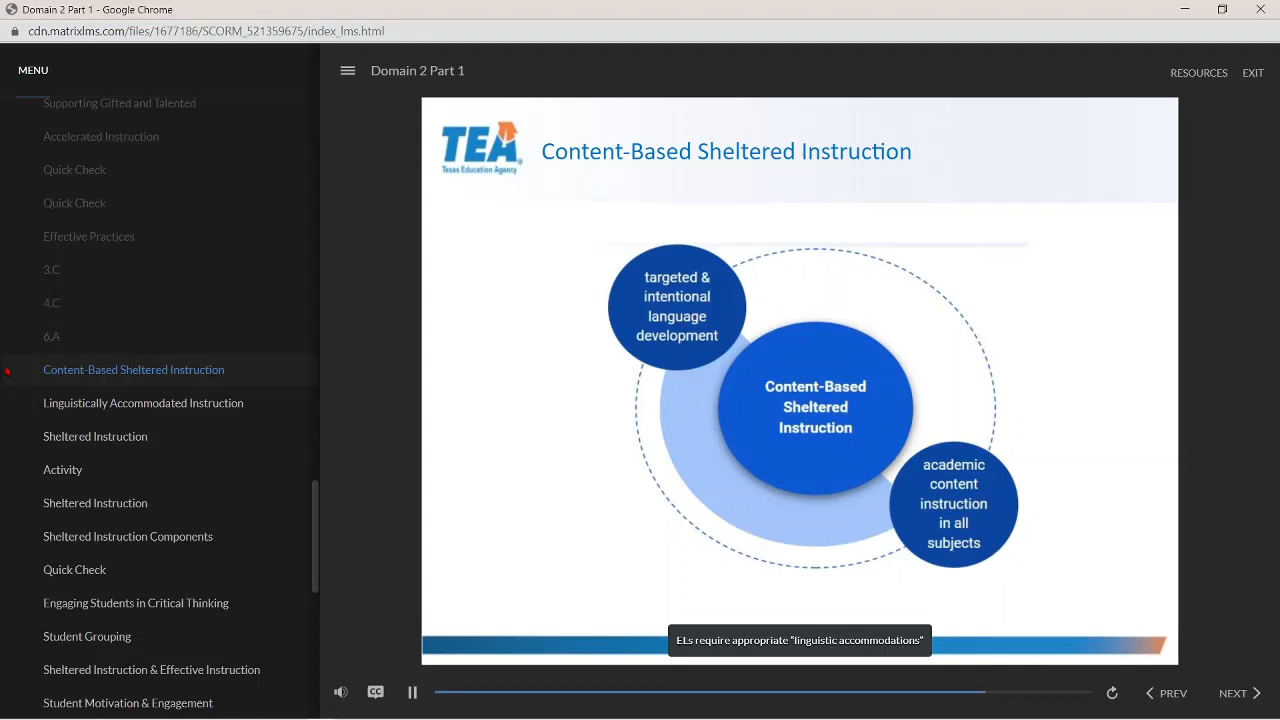 Domain 2 Part 1 - Google Chrome
cdn.matrixlms.com/files/1677186/SCORM_521359675/index_lms.html
MENU
Domain 2 Part 1
RESOURCES
EXIT
Supporting Gifted and Talented
Accelerated Instruction
Quick Check
Quick Check
Effective Practices
3.C
4.C
6.A
Content-Based Sheltered Instruction
Linguistically Accommodated Instruction
Sheltered Instruction
Activity
Sheltered Instruction
Sheltered Instruction Components
Quick Check
Engaging Students in Critical Thinking
Student Grouping
Sheltered Instruction & Effective Instruction
Student Motivation & Engagement
TEA
Texas Education Agency
Content-Based Sheltered Instruction
targeted &
intentional
language
development
Content-Based
Sheltered
Instruction
academic
content
instruction
in all
subjects
ELs require appropriate "linguistic accommodations"
CC
PREV
NEXT